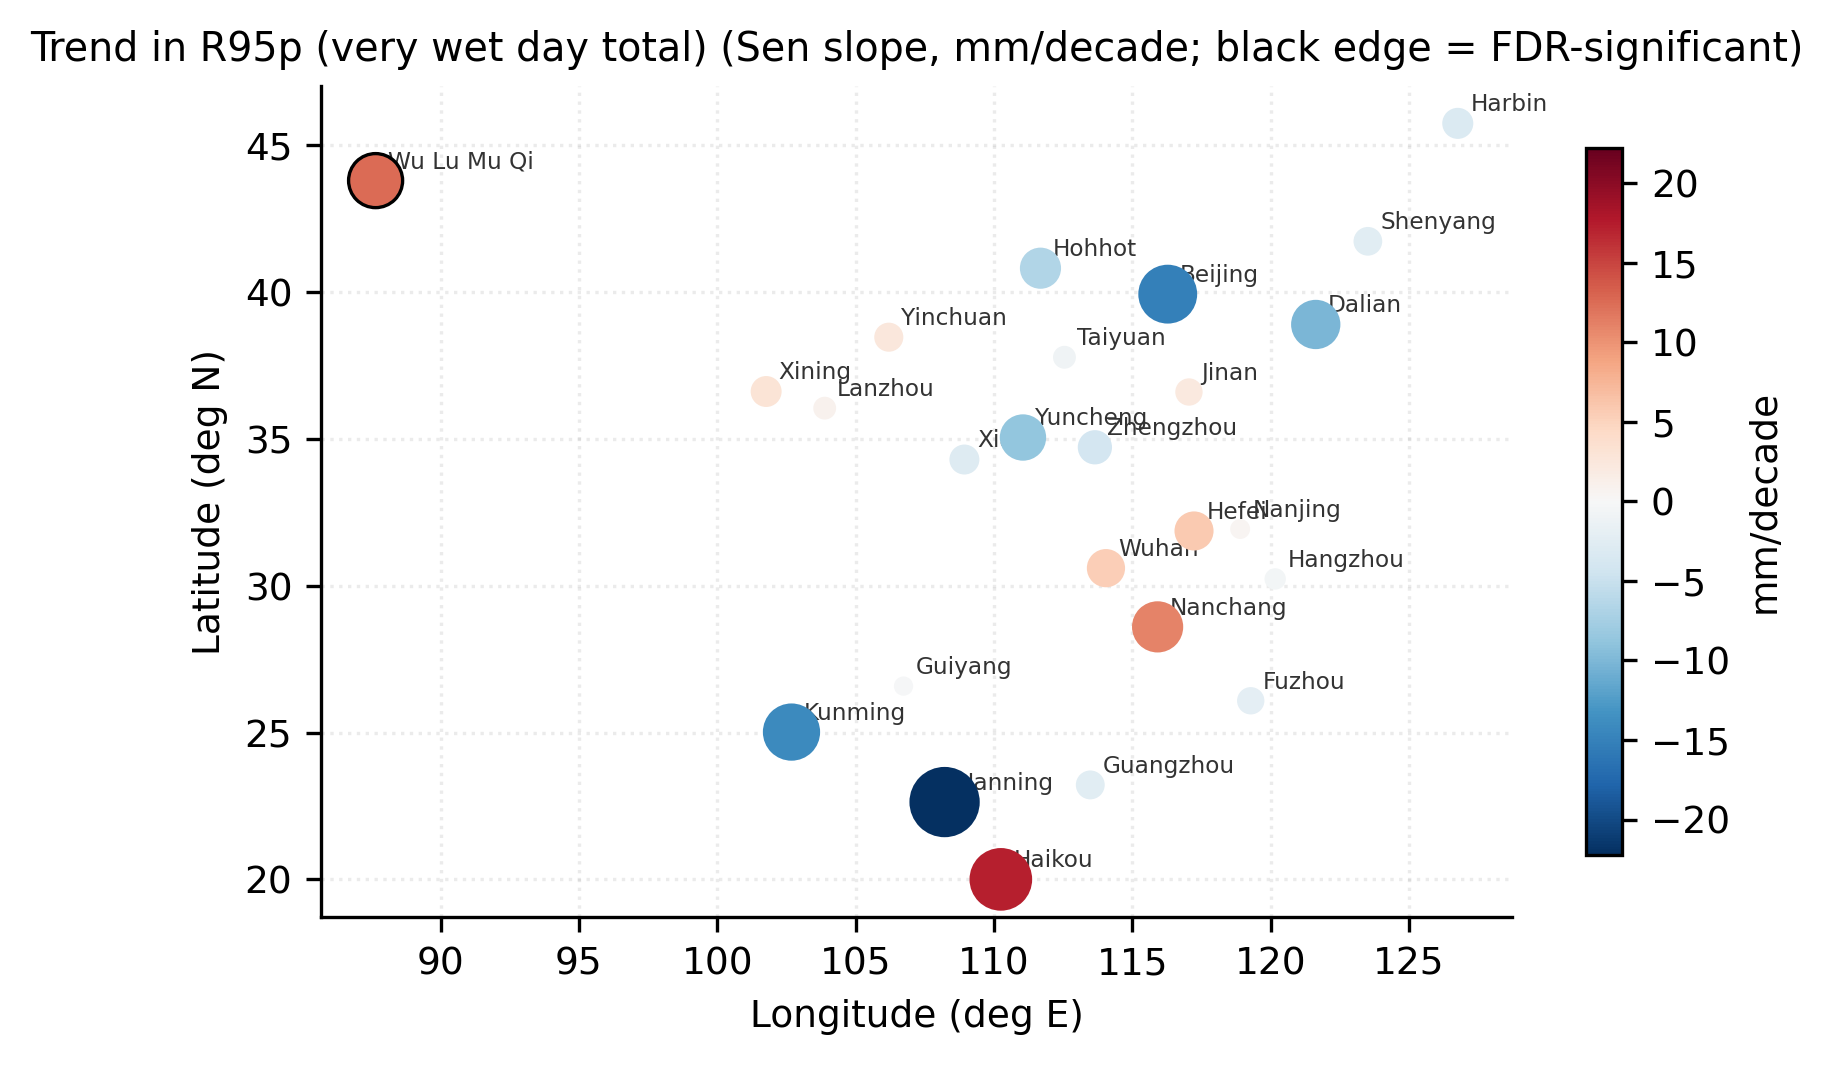 Trend in R95p (very wet day total) (Sen slope, mm/decade; black edge = FDR-significant)
Harbin
Wu Lu Mu Qi
Shenyang
Hohhot
Beijing
Dalian
Yinchuan
Taiyuan
Xining
Lanzhou
Jinan
Yuncheng
Zhengzhou
Hefei
Nanjing
Wuhan
Hangzhou
Nanchang
Guiyang
Fuzhou
Kunming
Guangzhou
Nanning
Haikou
45
40
35
30
25
20
Latitude (deg N)
90
95
100
105
110
115
120
125
Longitude (deg E)
20
15
10
5
0
−5
−10
−15
−20
mm/decade